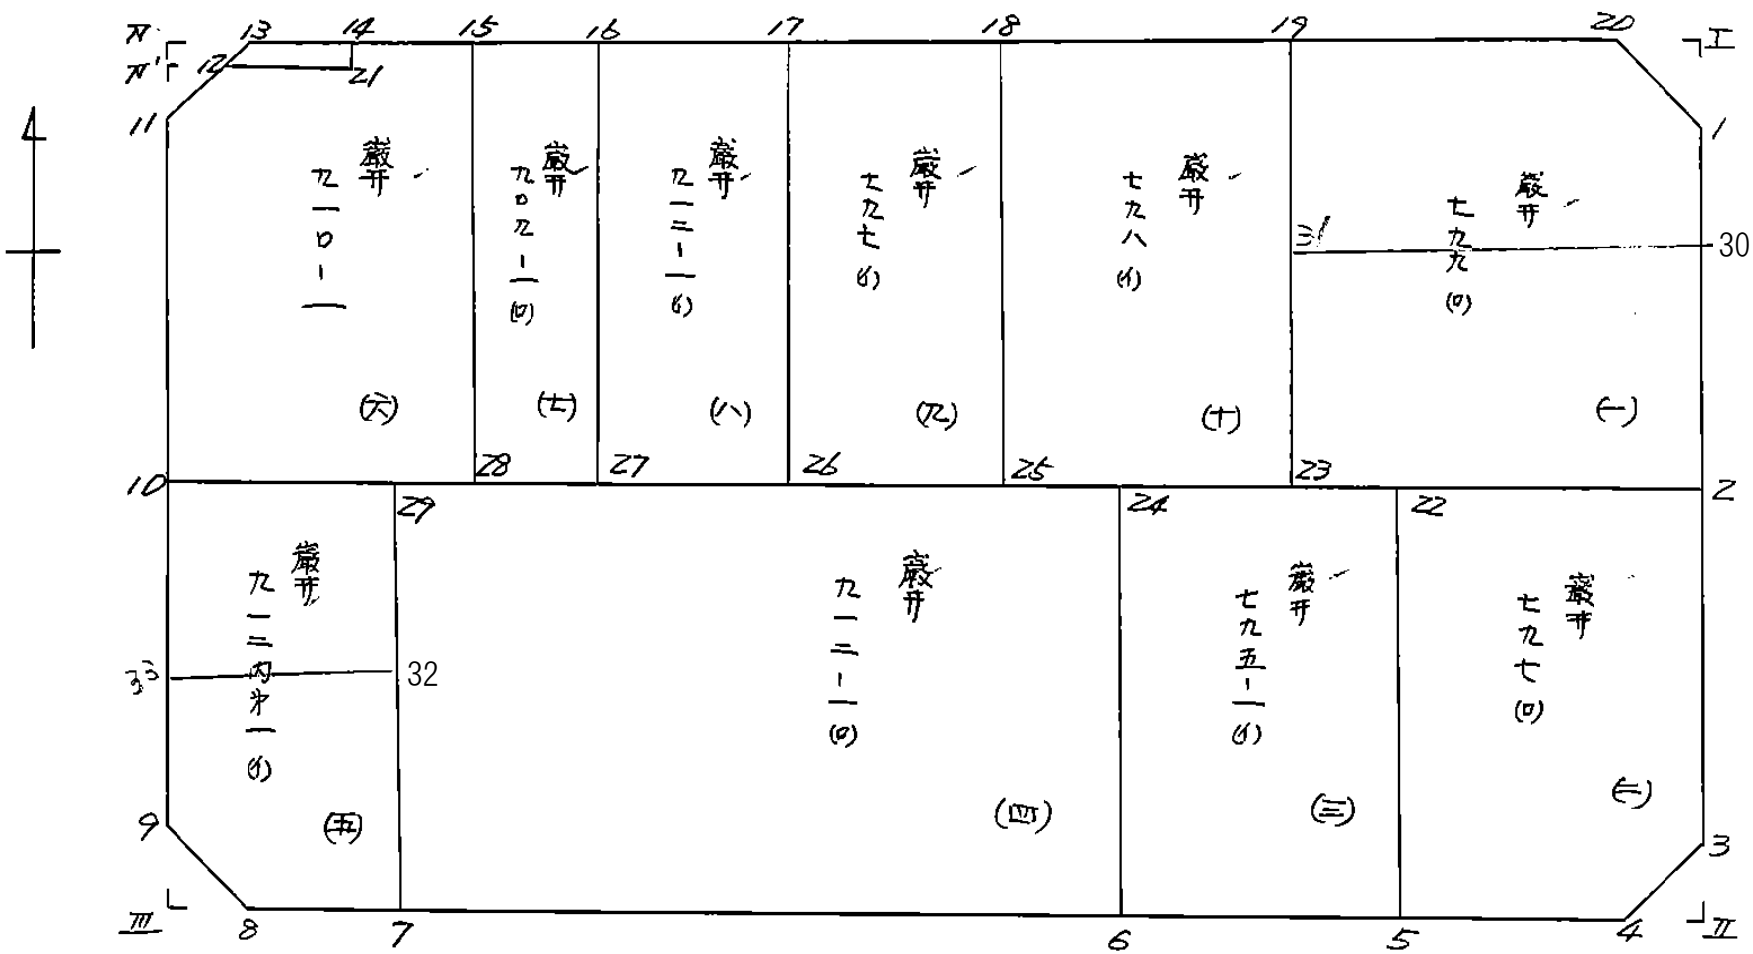 IV
13
14
15
16
17
18
19
20
I
IV'
12
21
11
1
巌井
九一〇-一
(六)
巌井
九〇九-一(ロ)
(七)
巌井
九一二-一(イ)
(八)
巌井
七九七(イ)
(九)
巌井
七九八(イ)
(十)
巌井
七九九(ロ)
(一)
31
30
10
28
27
26
25
23
2
29
24
22
巌井
九一二内第一(イ)
(五)
巌井
九一二-一(ロ)
(四)
巌井
七九五-一(イ)
(三)
巌井
七九七(ロ)
(二)
33
32
9
3
III
8
7
6
5
4
II